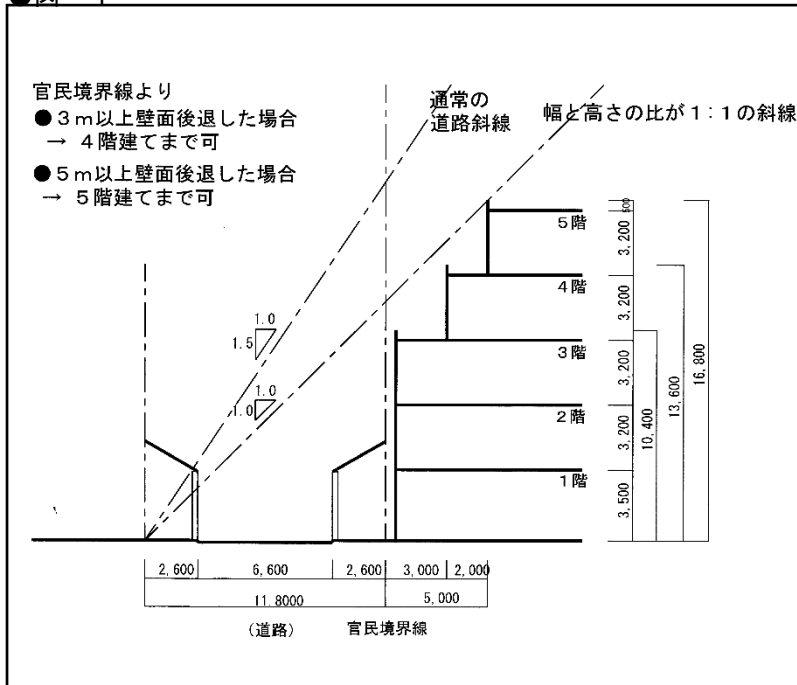 官民境界線より
●3m以上壁面後退した場合
→ 4階建てまで可
●5m以上壁面後退した場合
→ 5階建てまで可
通常の
道路斜線
幅と高さの比が1:1の斜線
1.0
1.5
1.0
1.0
5階
4階
3階
2階
1階
500
3,200
3,200
3,200
3,200
3,500
10,400
13,600
16,800
2,600
6,600
2,600
3,000
2,000
11.8000
5,000
(道路)
官民境界線